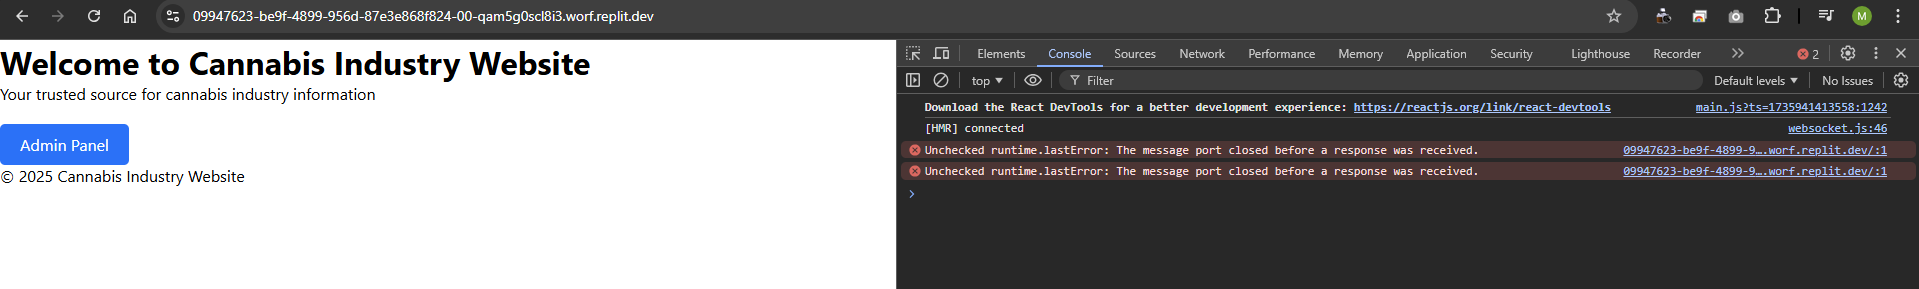 09947623-be9f-4899-956d-87e3e868f824-00-qam5g0scl8i3.worf.replit.dev
M
Welcome to Cannabis Industry Website
Your trusted source for cannabis industry information
Admin Panel
© 2025 Cannabis Industry Website
Elements Console Sources Network Performance Memory Application Security Lighthouse Recorder 2
top Filter Default levels No Issues
Download the React DevTools for a better development experience: https://reactjs.org/link/react-devtools main.js?ts=1735941413558:1242
[HMR] connected websocket.js:46
Unchecked runtime.lastError: The message port closed before a response was received. 09947623-be9f-4899-9….worf.replit.dev/:1
Unchecked runtime.lastError: The message port closed before a response was received. 09947623-be9f-4899-9….worf.replit.dev/:1